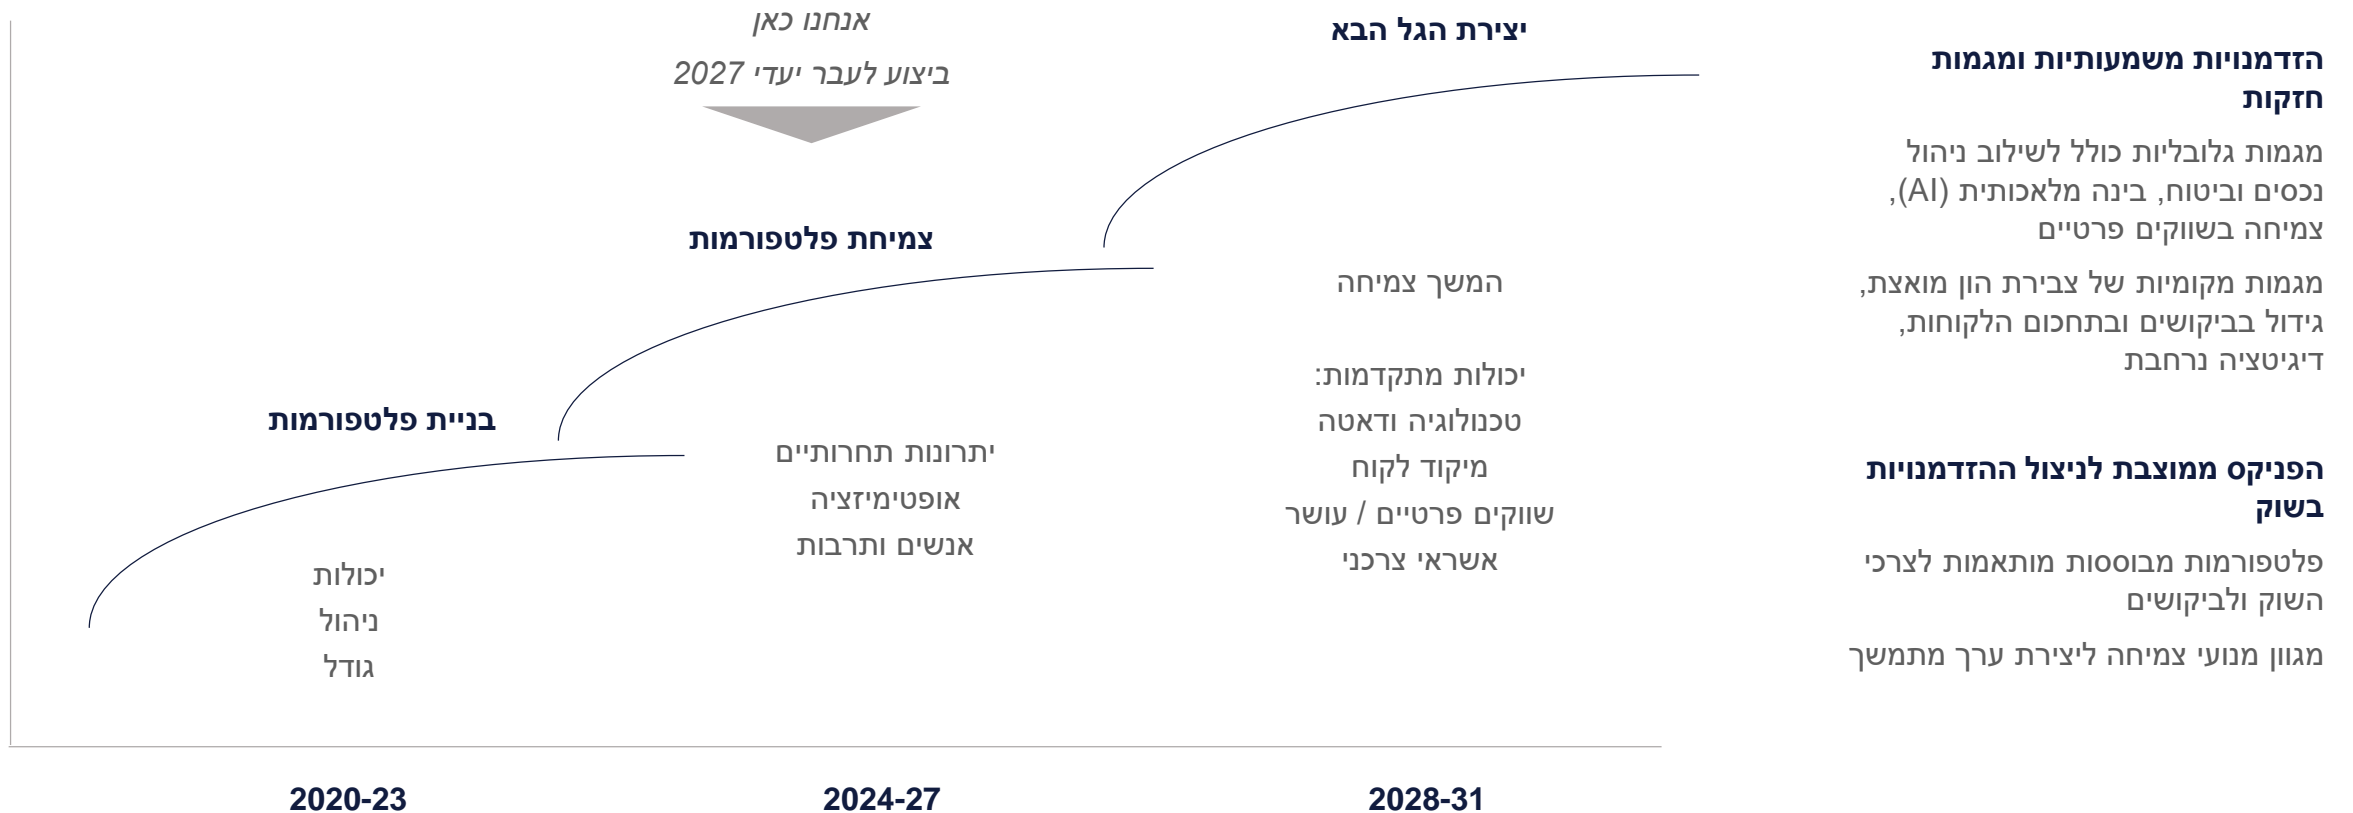 אנחנו כאן
ביצוע לעבר יעדי 2027
יצירת הגל הבא
צמיחת פלטפורמות
בניית פלטפורמות
המשך צמיחה
יכולות מתקדמות:
טכנולוגיה ודאטה
מיקוד לקוח
שווקים פרטיים / עושר
אשראי צרכני
יתרונות תחרותיים
אופטימיזציה
אנשים ותרבות
יכולות
ניהול
גודל
2020-23
2024-27
2028-31
הזדמנויות משמעותיות ומגמות
חזקות
מגמות גלובליות כולל לשילוב ניהול
נכסים וביטוח, בינה מלאכותית (AI),
צמיחה בשווקים פרטיים
מגמות מקומיות של צבירת הון מואצת,
גידול בביקושים ובתחכום הלקוחות,
דיגיטציה נרחבת
הפניקס ממוצבת לניצול ההזדמנויות
בשוק
פלטפורמות מבוססות מותאמות לצרכי
השוק ולביקושים
מגוון מנועי צמיחה ליצירת ערך מתמשך